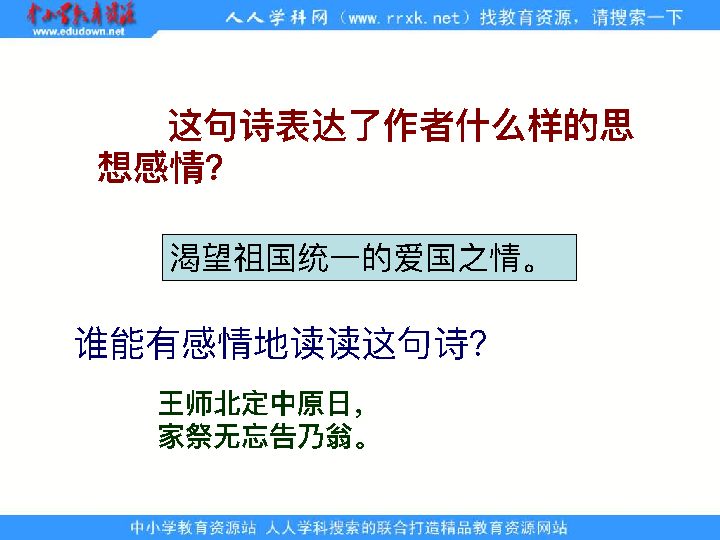 中小学教育资源
www.edudown.net
人人学科网（www.rrxk.net）找教育资源，请搜索一下
这句诗表达了作者什么样的思
想感情？
渴望祖国统一的爱国之情。
谁能有感情地读读这句诗？
王师北定中原日，
家祭无忘告乃翁。
中小学教育资源站 人人学科搜索的联合打造精品教育资源网站